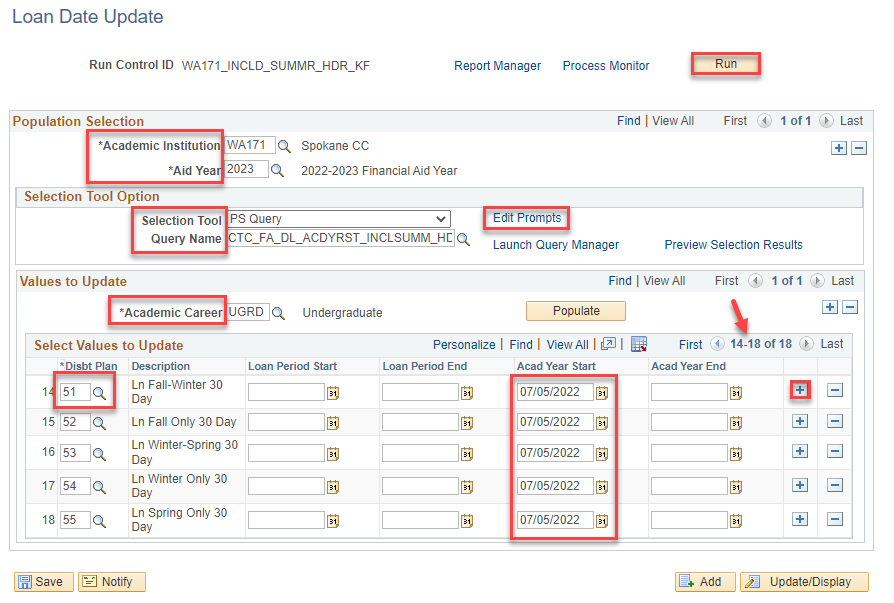 Loan Date Update
Run Control ID WA171_INCLD_SUMMR_HDR_KF Report Manager Process Monitor Run
Population Selection Find | View All First 1 of 1 Last
*Academic Institution WA171 Spokane CC
*Aid Year 2023 2022-2023 Financial Aid Year
Selection Tool Option
Selection Tool PS Query Edit Prompts
Query Name CTC_FA_DL_ACDYRST_INCLSUMM_HD
Launch Query Manager Preview Selection Results
Values to Update Find | View All First 1 of 1 Last
*Academic Career UGRD Undergraduate Populate
Select Values to Update Personalize | Find | View All | | First 14-18 of 18 Last
*Disbt Plan Description Loan Period Start Loan Period End Acad Year Start Acad Year End
14 51 Ln Fall-Winter 30 Day 07/05/2022
15 52 Ln Fall Only 30 Day 07/05/2022
16 53 Ln Winter-Spring 30 Day 07/05/2022
17 54 Ln Winter Only 30 Day 07/05/2022
18 55 Ln Spring Only 30 Day 07/05/2022
Save Notify Add Update/Display